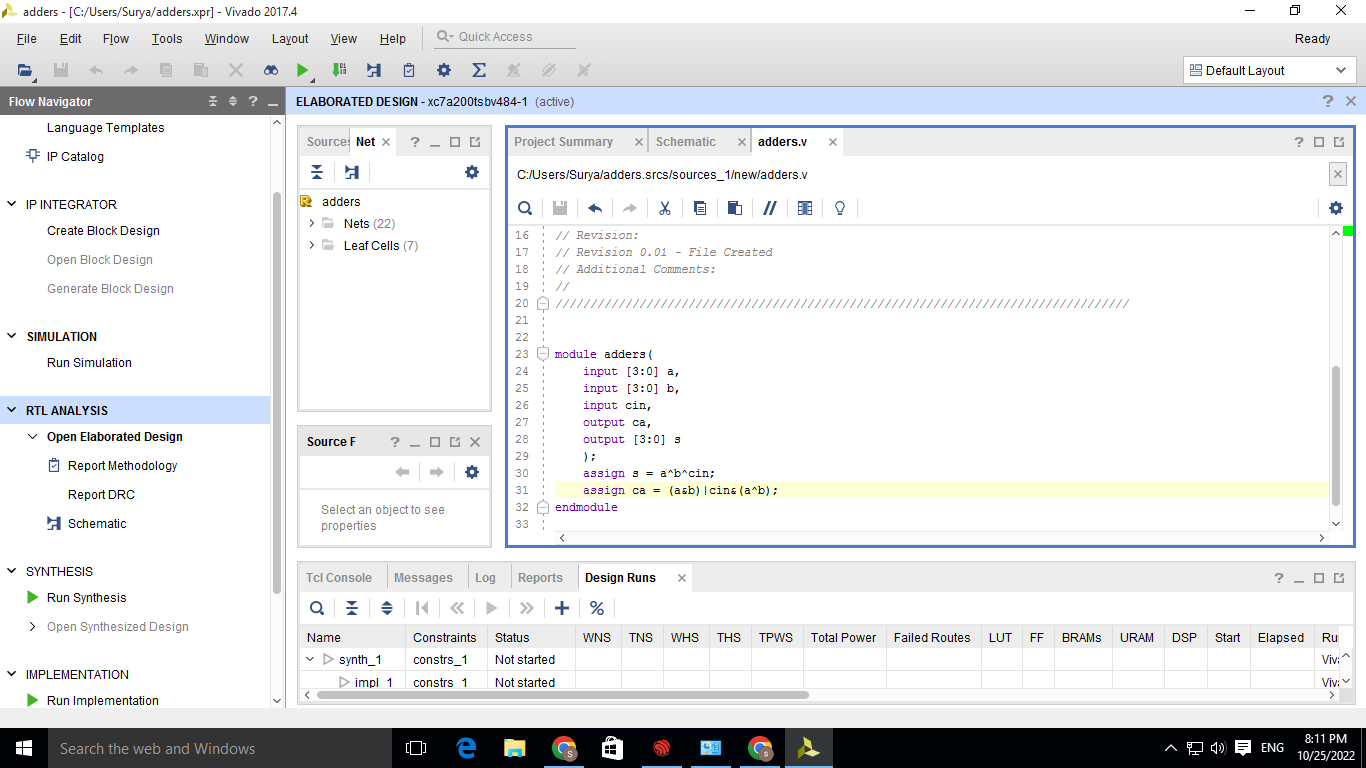 adders - [C:/Users/Surya/adders.xpr] - Vivado 2017.4
File Edit Flow Tools Window Layout View Help Quick Access Ready
Default Layout
Flow Navigator
Language Templates
IP Catalog
IP INTEGRATOR
Create Block Design
Open Block Design
Generate Block Design
SIMULATION
Run Simulation
RTL ANALYSIS
Open Elaborated Design
Report Methodology
Report DRC
Schematic
SYNTHESIS
Run Synthesis
Open Synthesized Design
IMPLEMENTATION
Run Implementation
ELABORATED DESIGN - xc7a200tsbv484-1 (active)
Sources Net
adders
Nets (22)
Leaf Cells (7)
Source F
Select an object to see
properties
Project Summary Schematic adders.v
C:/Users/Surya/adders.srcs/sources_1/new/adders.v
16 // Revision:
17 // Revision 0.01 - File Created
18 // Additional Comments:
19 //
20 //////////////////////////////////////////////////////////////////////////////////
21
22
23 module adders(
24 input [3:0] a,
25 input [3:0] b,
26 input cin,
27 output ca,
28 output [3:0] s
29 );
30 assign s = a^b^cin;
31 assign ca = (a&b)|cin&(a^b);
32 endmodule
33
Tcl Console Messages Log Reports Design Runs
Name Constraints Status WNS TNS WHS THS TPWS Total Power Failed Routes LUT FF BRAMs URAM DSP Start Elapsed Ru
synth_1 constrs_1 Not started Viv
impl_1 constrs_1 Not started Viv
Search the web and Windows
ENG
8:11 PM
10/25/2022